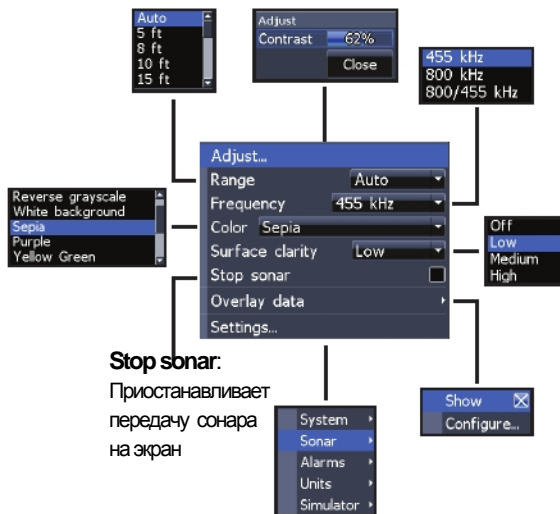 Auto
5 ft
8 ft
10 ft
15 ft
Adjust
Contrast 62%
Close
455 kHz
800 kHz
800/455 kHz
Adjust...
Range Auto
Frequency 455 kHz
Color Sepia
Surface clarity Low
Stop sonar
Overlay data
Settings...
Reverse grayscale
White background
Sepia
Purple
Yellow Green
Off
Low
Medium
High
Stop sonar:
Приостанавливает
передачу сонара
на экран
System
Sonar
Alarms
Units
Simulator
Show
Configure...